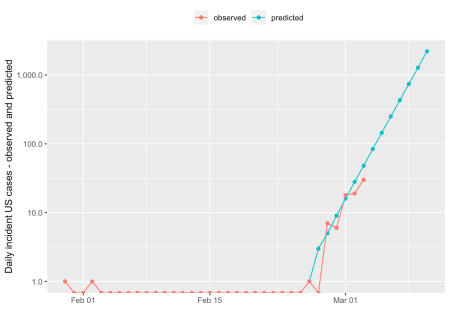 observed predicted
Daily incident US cases - observed and predicted
1,000.0
100.0
10.0
1.0
Feb 01 Feb 15 Mar 01